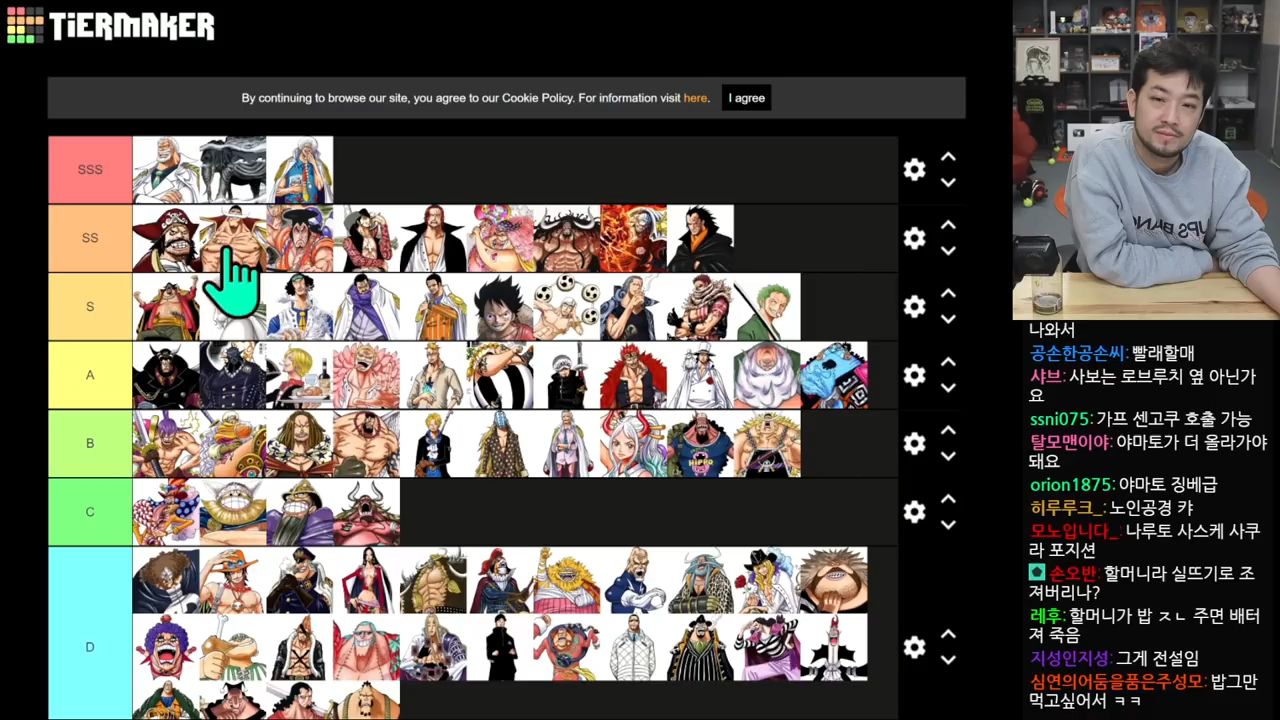 TiERMAKER
By continuing to browse our site, you agree to our Cookie Policy. For information visit here. I agree
SSS
SS
S
A
B
HIPPO
C
D
나와서
공손한공손씨: 빨래할매
샤브: 사보는 로브루치 옆 아닌가
요
ssni075: 가프 센고쿠 호출 가능
탈모맨이야: 야마토가 더 올라가야
돼요
orion1875: 야마토 징베급
히루루크_: 노인공경 캬
모노입니다_: 나루토 사스케 사쿠
라 포지션
손오반: 할머니라 실뜨기로 조
져버리나?
레후: 할머니가 밥 ㅈㄴ 주면 배터
져 죽음
지성인지성: 그게 전설임
심연의어둠을품은주성모: 밥그만
먹고싶어서 ㅋㅋ